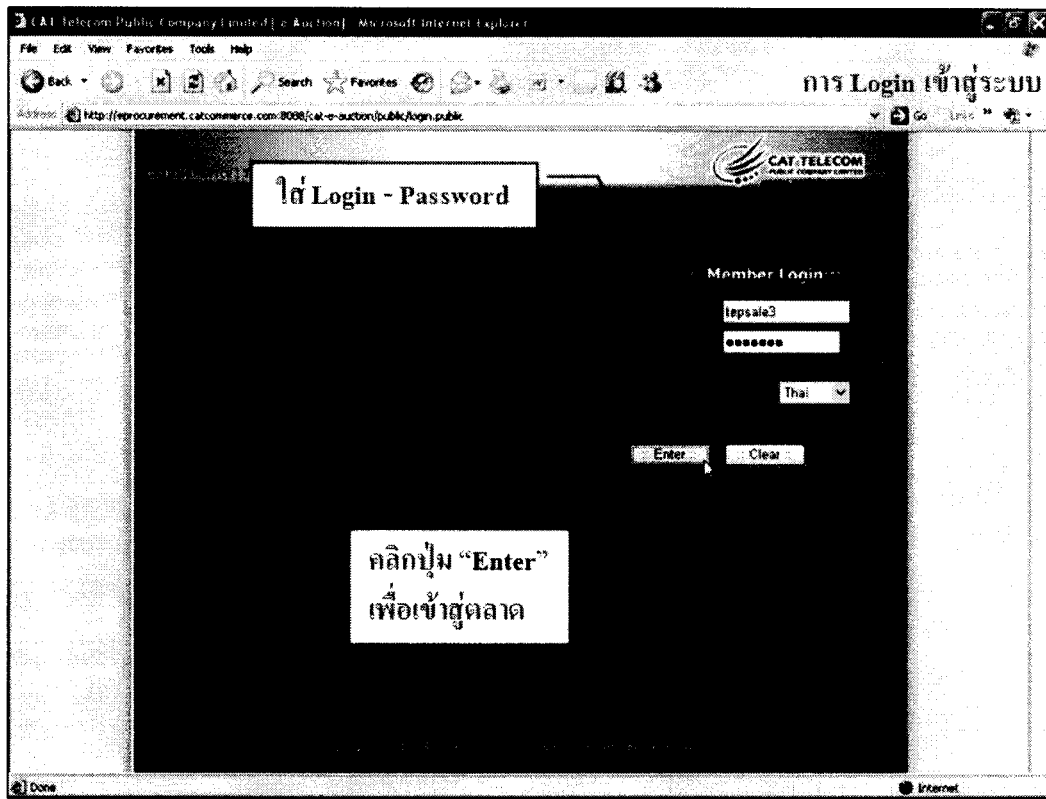 CAT Telecom Public Company Limited [ e-Auction] - Microsoft Internet Explorer
File Edit View Favorites Tools Help
Back Search Favorites
การ Login เข้าสู่ระบบ
Address http://eprocurement.catcommerce.com:8088/cat-e-auction/public/login.public Go Links »
CAT TELECOM
PUBLIC COMPANY LIMITED
ใส่ Login - Password
Member Login
tepsale3
•••••••
Thai
:: Enter :: :: Clear ::
คลิกปุ่ม “Enter”
เพื่อเข้าสู่ตลาด
Done Internet